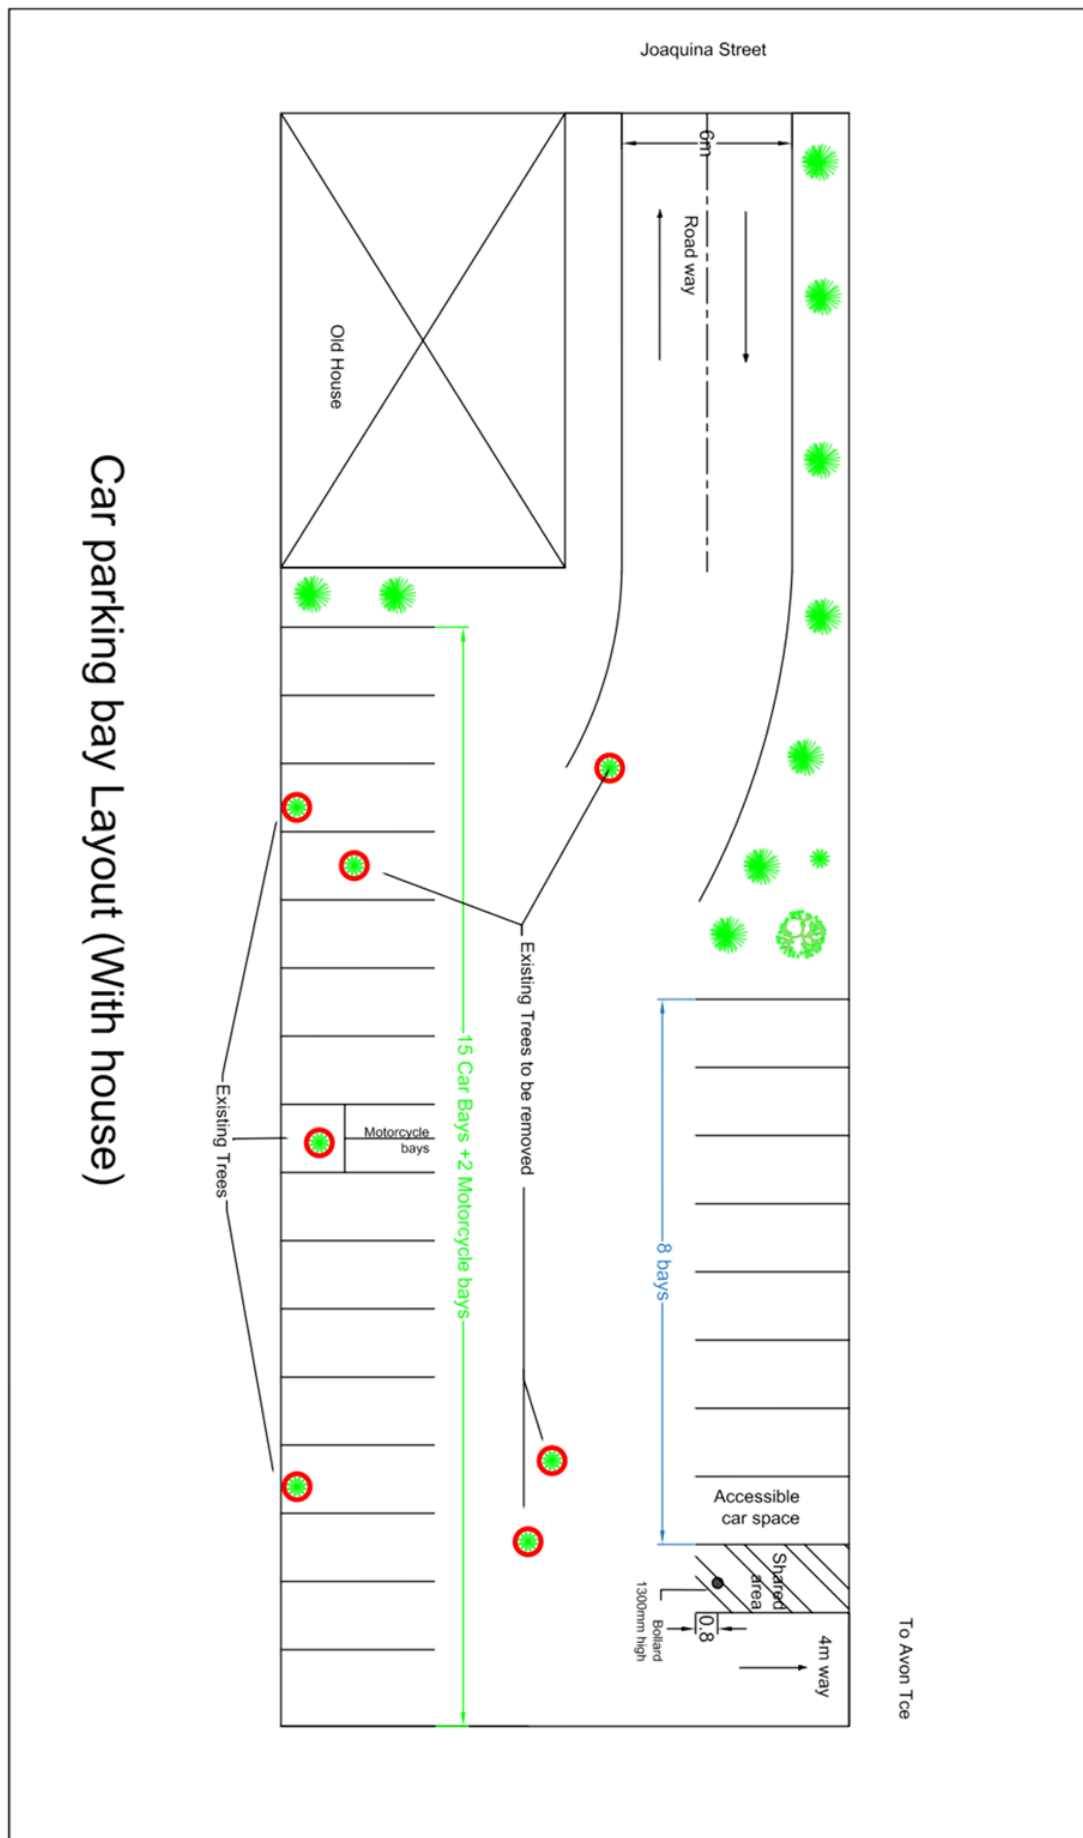 Joaquina Street
6m
Road way
Old House
Car parking bay Layout (With house)
Existing Trees to be removed
15 Car Bays +2 Motorcycle bays
Motorcycle
bays
Existing Trees
8 bays
Accessible
car space
Shared
area
Bollard
1300mm high
0.8
4m way
To Avon Tce